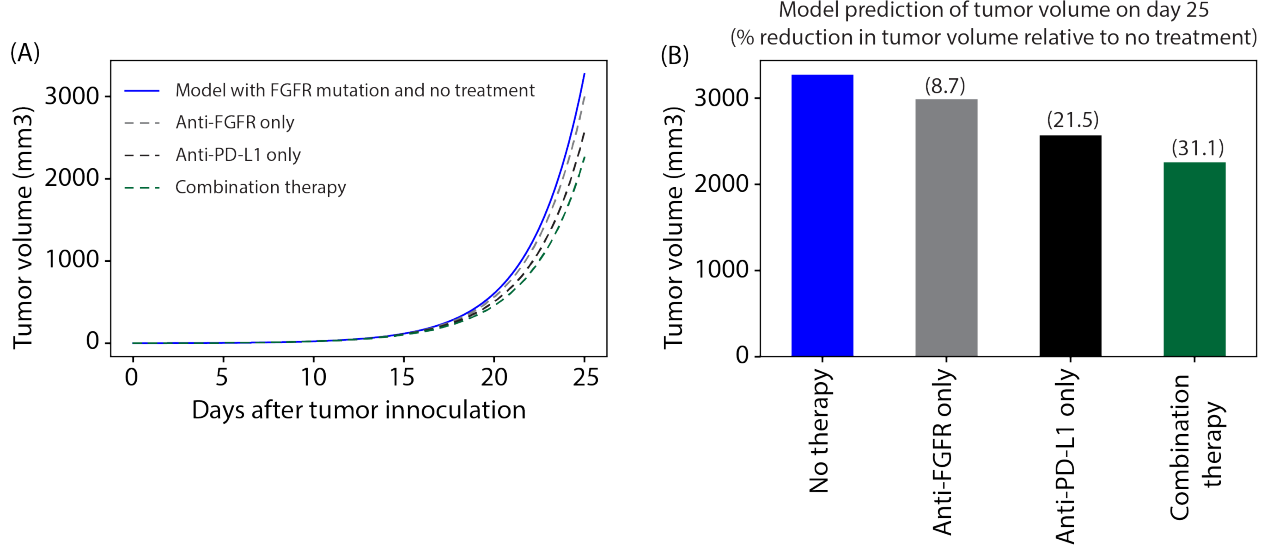 (A)
Tumor volume (mm3)
3000
2000
1000
0
Model with FGFR mutation and no treatment
Anti-FGFR only
Anti-PD-L1 only
Combination therapy
0 5 10 15 20 25
Days after tumor innoculation
Model prediction of tumor volume on day 25
(% reduction in tumor volume relative to no treatment)
(B)
Tumor volume (mm3)
3000
2000
1000
0
(8.7)
(21.5)
(31.1)
No therapy
Anti-FGFR only
Anti-PD-L1 only
Combination
therapy